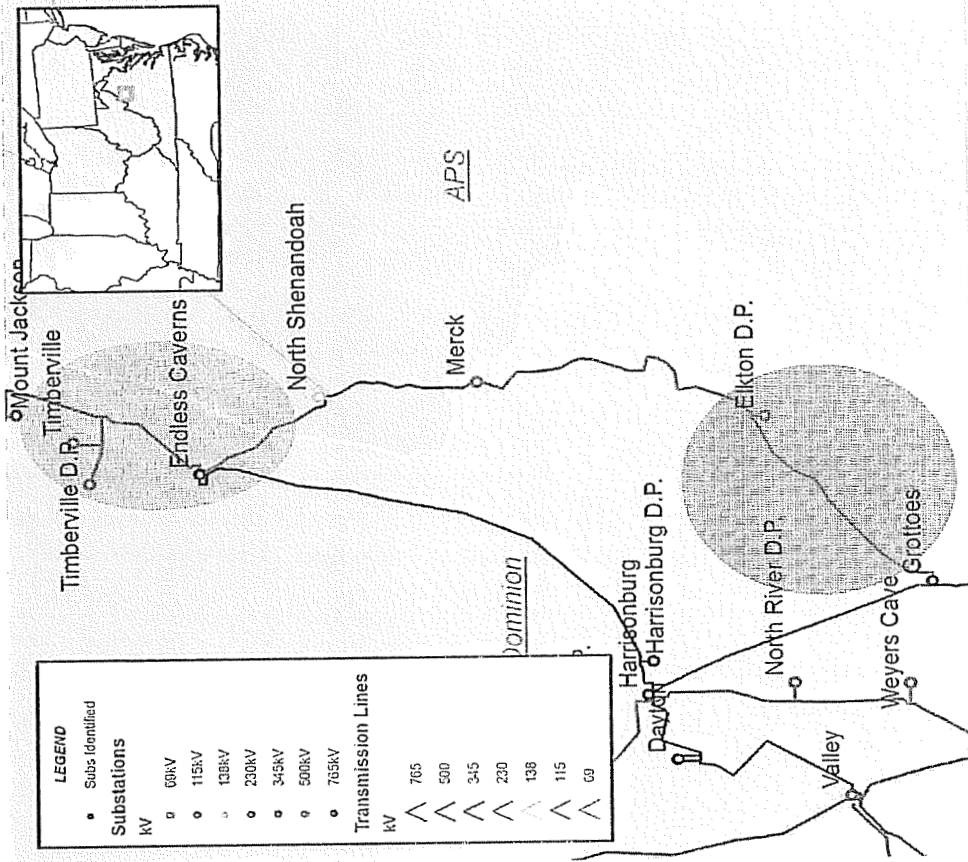 Mount Jackson
Timberville
Timberville D.P.
Endless Caverns
North Shenandoah
APS
Merck
Elkton D.P.
Dominion
Harrisonburg
Harrisonburg D.P.
Dayton
North River D.P.
Weyers Cave
Grottoes
Valley
P.
LEGEND
Subs Identified
Substations
kV
69kV
115kV
138kV
230kV
345kV
500kV
765kV
Transmission Lines
kV
765
500
345
230
138
115
69